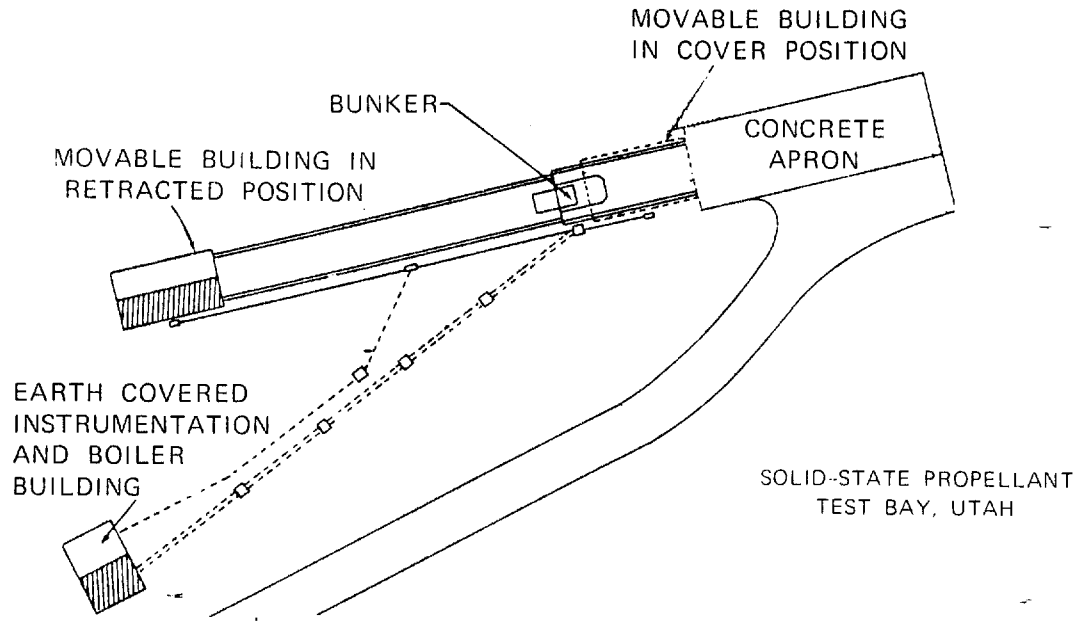 MOVABLE BUILDING
IN COVER POSITION
BUNKER
CONCRETE
APRON
MOVABLE BUILDING IN
RETRACTED POSITION
EARTH COVERED
INSTRUMENTATION
AND BOILER
BUILDING
SOLID-STATE PROPELLANT
TEST BAY, UTAH